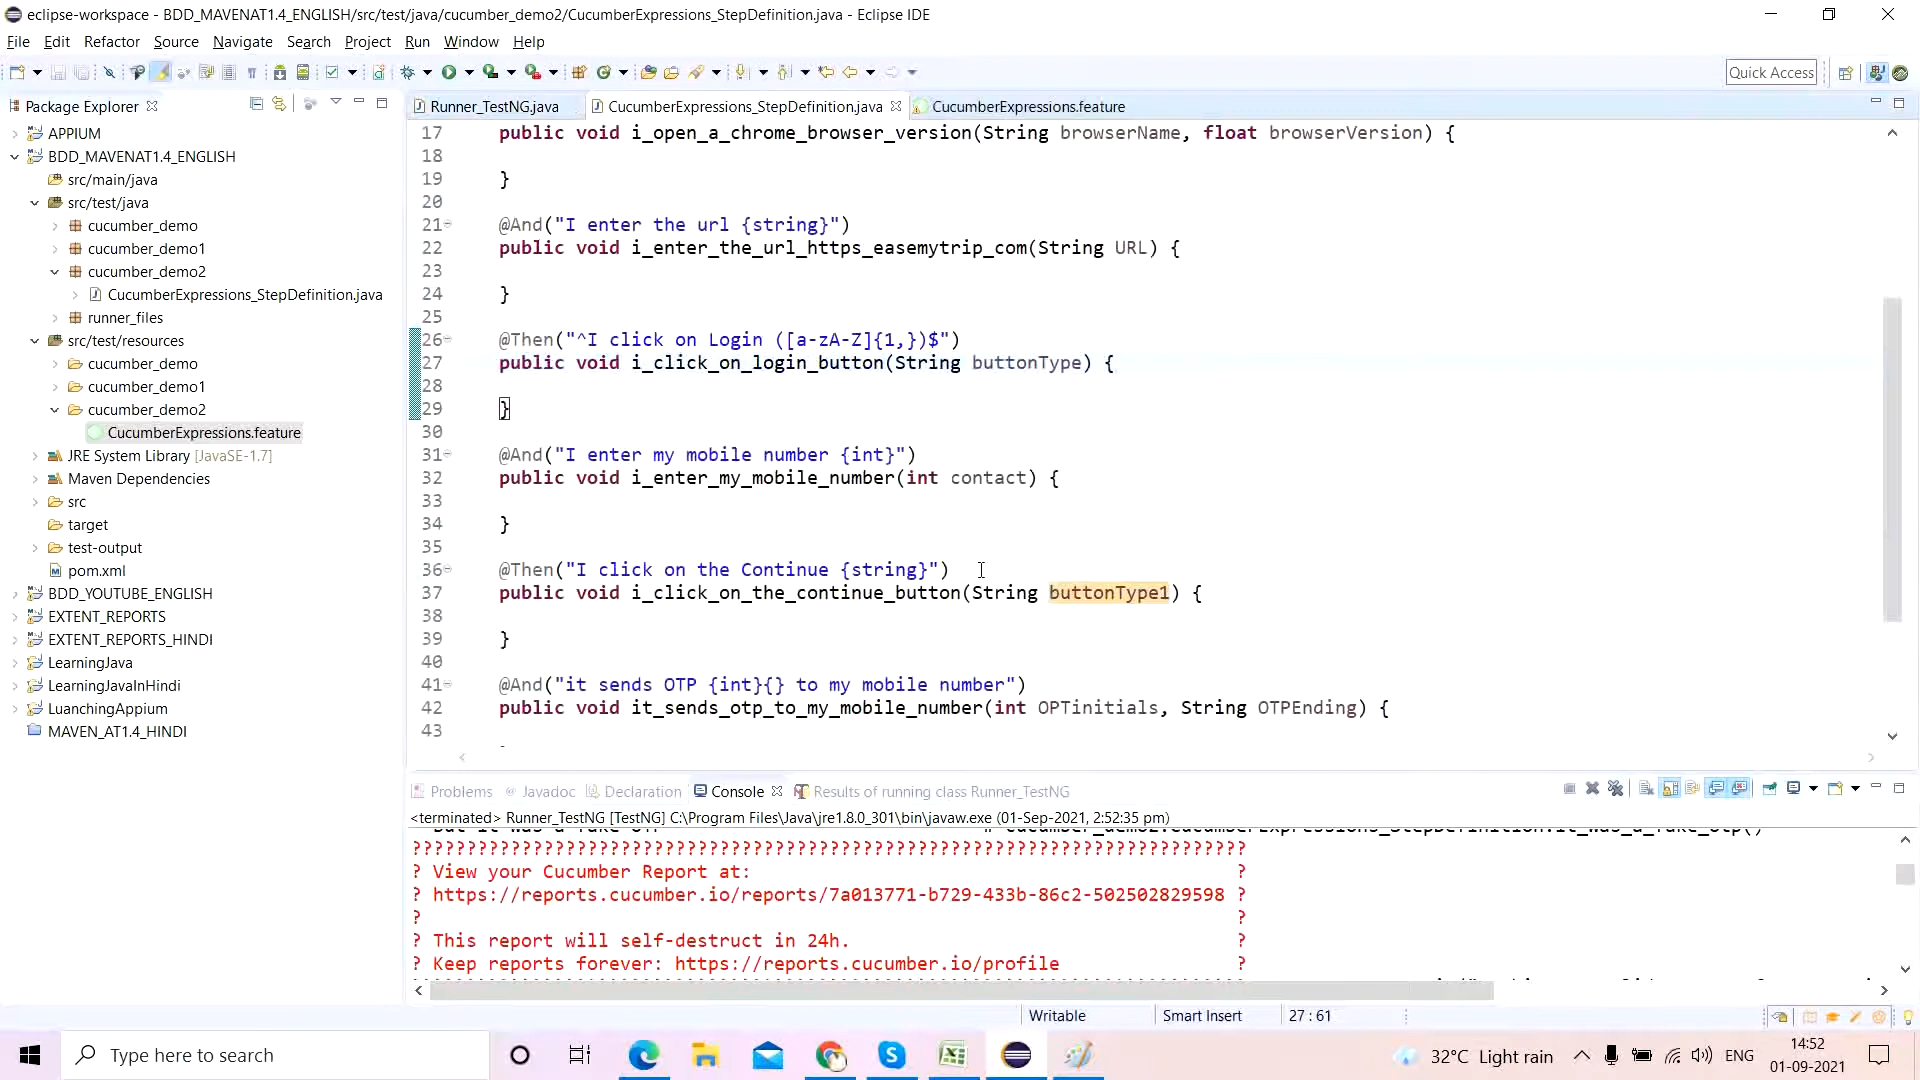 eclipse-workspace - BDD_MAVENAT1.4_ENGLISH/src/test/java/cucumber_demo2/CucumberExpressions_StepDefinition.java - Eclipse IDE
File Edit Refactor Source Navigate Search Project Run Window Help
Quick Access
Package Explorer
APPIUM
BDD_MAVENAT1.4_ENGLISH
src/main/java
src/test/java
cucumber_demo
cucumber_demo1
cucumber_demo2
CucumberExpressions_StepDefinition.java
runner_files
src/test/resources
cucumber_demo
cucumber_demo1
cucumber_demo2
CucumberExpressions.feature
JRE System Library [JavaSE-1.7]
Maven Dependencies
src
target
test-output
pom.xml
BDD_YOUTUBE_ENGLISH
EXTENT_REPORTS
EXTENT_REPORTS_HINDI
LearningJava
LearningJavaInHindi
LuanchingAppium
MAVEN_AT1.4_HINDI
Runner_TestNG.java CucumberExpressions_StepDefinition.java CucumberExpressions.feature
17 public void i_open_a_chrome_browser_version(String browserName, float browserVersion) {
18
19 }
20
21 @And("I enter the url {string}")
22 public void i_enter_the_url_https_easemytrip_com(String URL) {
23
24 }
25
26 @Then("^I click on Login ([a-zA-Z]{1,})$")
27 public void i_click_on_login_button(String buttonType) {
28
29 }
30
31 @And("I enter my mobile number {int}")
32 public void i_enter_my_mobile_number(int contact) {
33
34 }
35
36 @Then("I click on the Continue {string}")
37 public void i_click_on_the_continue_button(String buttonType1) {
38
39 }
40
41 @And("it sends OTP {int}{} to my mobile number")
42 public void it_sends_otp_to_my_mobile_number(int OPTinitials, String OTPEnding) {
43
Problems Javadoc Declaration Console Results of running class Runner_TestNG
<terminated> Runner_TestNG [TestNG] C:\Program Files\Java\jre1.8.0_301\bin\javaw.exe (01-Sep-2021, 2:52:35 pm)
But it was a fake OTP # cucumber_demo2.CucumberExpressions_StepDefinition.it_was_a_fake_otp()
????????????????????????????????????????????????????????????????????????????
? View your Cucumber Report at: ?
? https://reports.cucumber.io/reports/7a013771-b729-433b-86c2-502502829598 ?
? ?
? This report will self-destruct in 24h. ?
? Keep reports forever: https://reports.cucumber.io/profile ?
Writable Smart Insert 27 : 61
Type here to search
32°C Light rain
ENG
14:52
01-09-2021